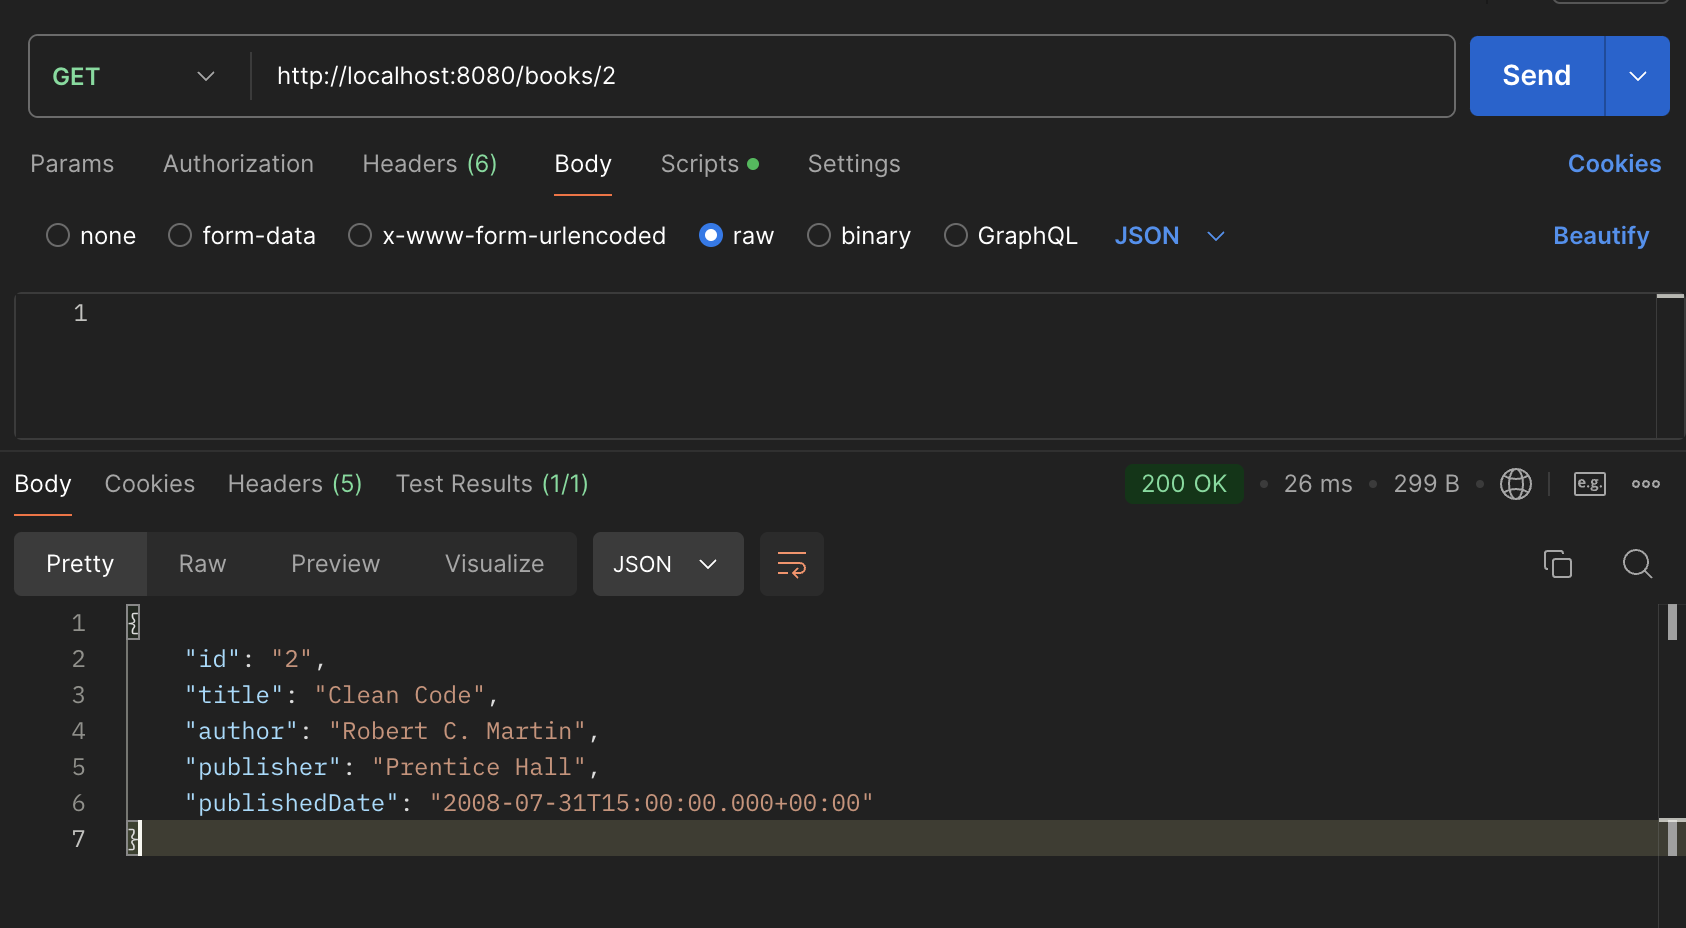 GET http://localhost:8080/books/2 Send
Params Authorization Headers (6) Body Scripts Settings Cookies
none form-data x-www-form-urlencoded raw binary GraphQL JSON Beautify
1
Body Cookies Headers (5) Test Results (1/1) 200 OK 26 ms 299 B e.g.
Pretty Raw Preview Visualize JSON
1 {
2 "id": "2",
3 "title": "Clean Code",
4 "author": "Robert C. Martin",
5 "publisher": "Prentice Hall",
6 "publishedDate": "2008-07-31T15:00:00.000+00:00"
7 }